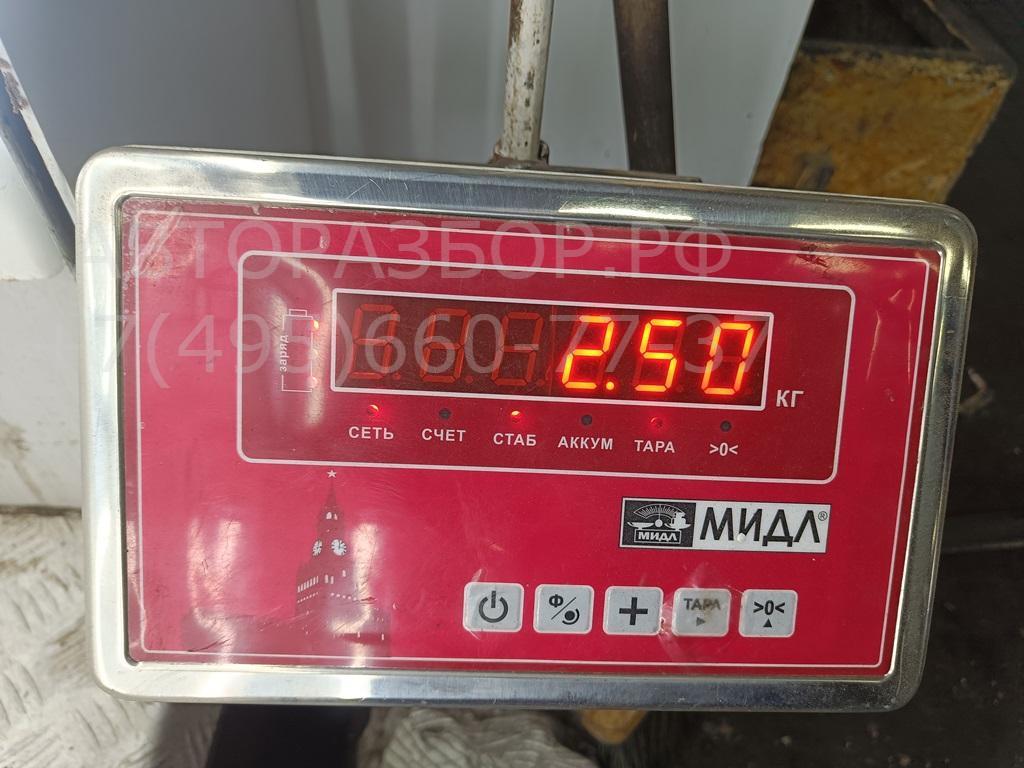 АВТОРАЗБОР.РФ
7(495)660-77-37
заряд
2.50
КГ
СЕТЬ СЧЕТ СТАБ АККУМ ТАРА >0<
МИДЛ МИДЛ®
Ф + ТАРА >0<